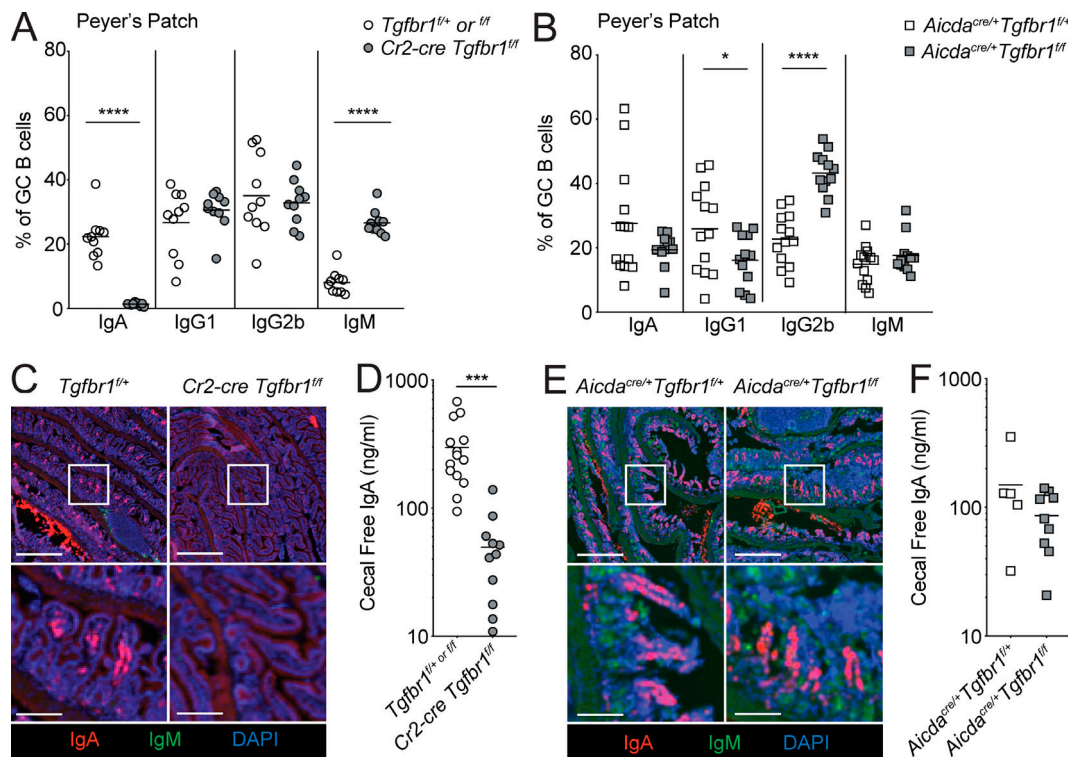 A
Peyer's Patch
Tgfbr1f/+ or f/f
Cr2-cre Tgfbr1f/f
% of GC B cells
80
60
40
20
0
****
****
IgA
IgG1
IgG2b
IgM
B
Peyer's Patch
Aicdacre/+Tgfbr1f/+
Aicdacre/+Tgfbr1f/f
% of GC B cells
80
60
40
20
0
*
****
IgA
IgG1
IgG2b
IgM
C
Tgfbr1f/+
Cr2-cre Tgfbr1f/f
IgA
IgM
DAPI
D
Cecal Free IgA (ng/ml)
1000
100
10
***
Tgfbr1f/+ or f/f
Cr2-cre Tgfbr1f/f
E
Aicdacre/+Tgfbr1f/+
Aicdacre/+Tgfbr1f/f
IgA
IgM
DAPI
F
Cecal Free IgA (ng/ml)
1000
100
10
Aicdacre/+Tgfbr1f/+
Aicdacre/+Tgfbr1f/f